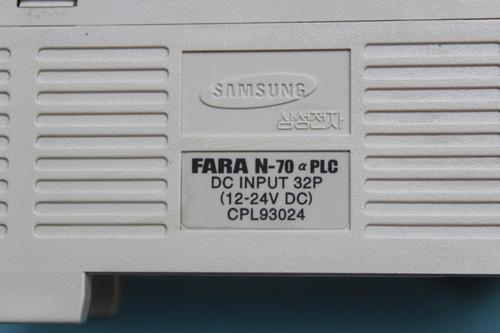 SAMSUNG
삼성전자
FARA N-70 α PLC
DC INPUT 32P
(12-24V DC)
CPL93024